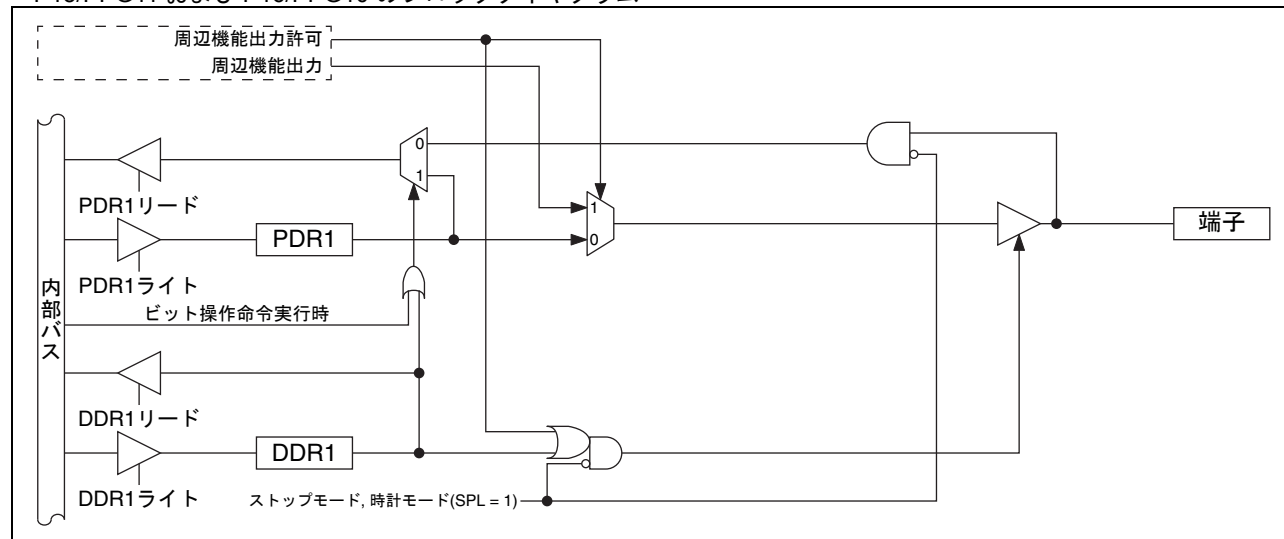 周辺機能出力許可
周辺機能出力
0
1
PDR1リード
1
端子
PDR1
0
PDR1ライト
内部バス
ビット操作命令実行時
DDR1リード
DDR1
DDR1ライト
ストップモード, 時計モード(SPL = 1)